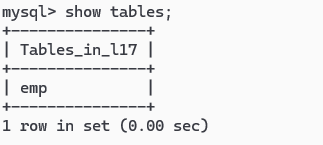 mysql> show tables;
+---------------+
| Tables_in_l17 |
+---------------+
| emp           |
+---------------+
1 row in set (0.00 sec)